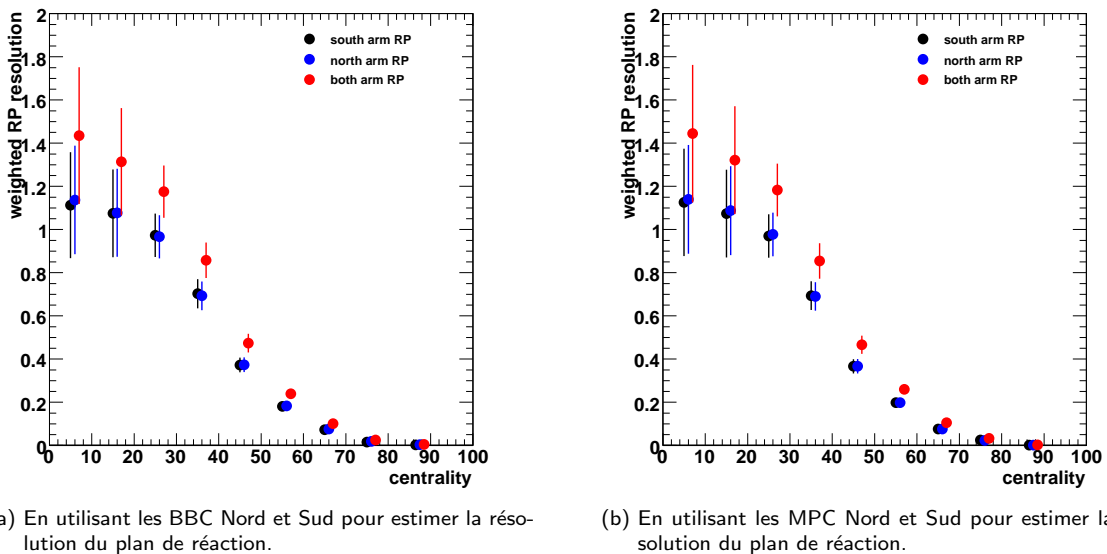 weighted RP resolution
2
1.8
1.6
1.4
1.2
1
0.8
0.6
0.4
0.2
0
south arm RP
north arm RP
both arm RP
0 10 20 30 40 50 60 70 80 90 100
centrality
weighted RP resolution
2
1.8
1.6
1.4
1.2
1
0.8
0.6
0.4
0.2
0
south arm RP
north arm RP
both arm RP
0 10 20 30 40 50 60 70 80 90 100
centrality
a) En utilisant les BBC Nord et Sud pour estimer la réso-
lution du plan de réaction.
(b) En utilisant les MPC Nord et Sud pour estimer la
solution du plan de réaction.